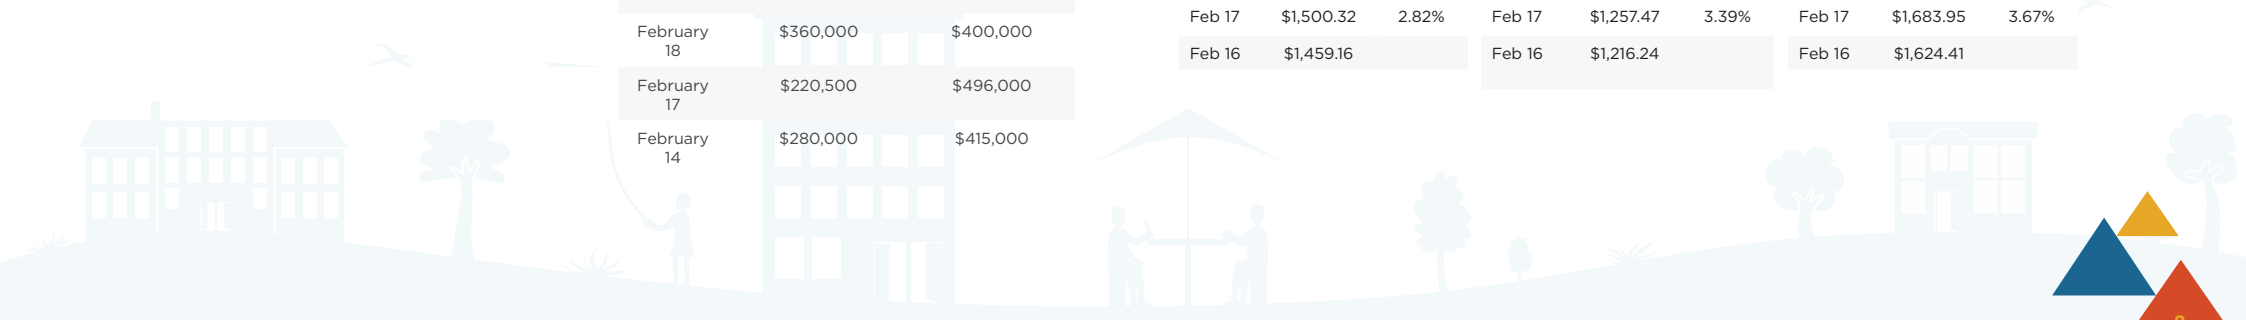 February $360,000 $400,000
18
February $220,500 $496,000
17
February $280,000 $415,000
14
Feb 17 $1,500.32 2.82%
Feb 16 $1,459.16
Feb 17 $1,257.47 3.39%
Feb 16 $1,216.24
Feb 17 $1,683.95 3.67%
Feb 16 $1,624.41